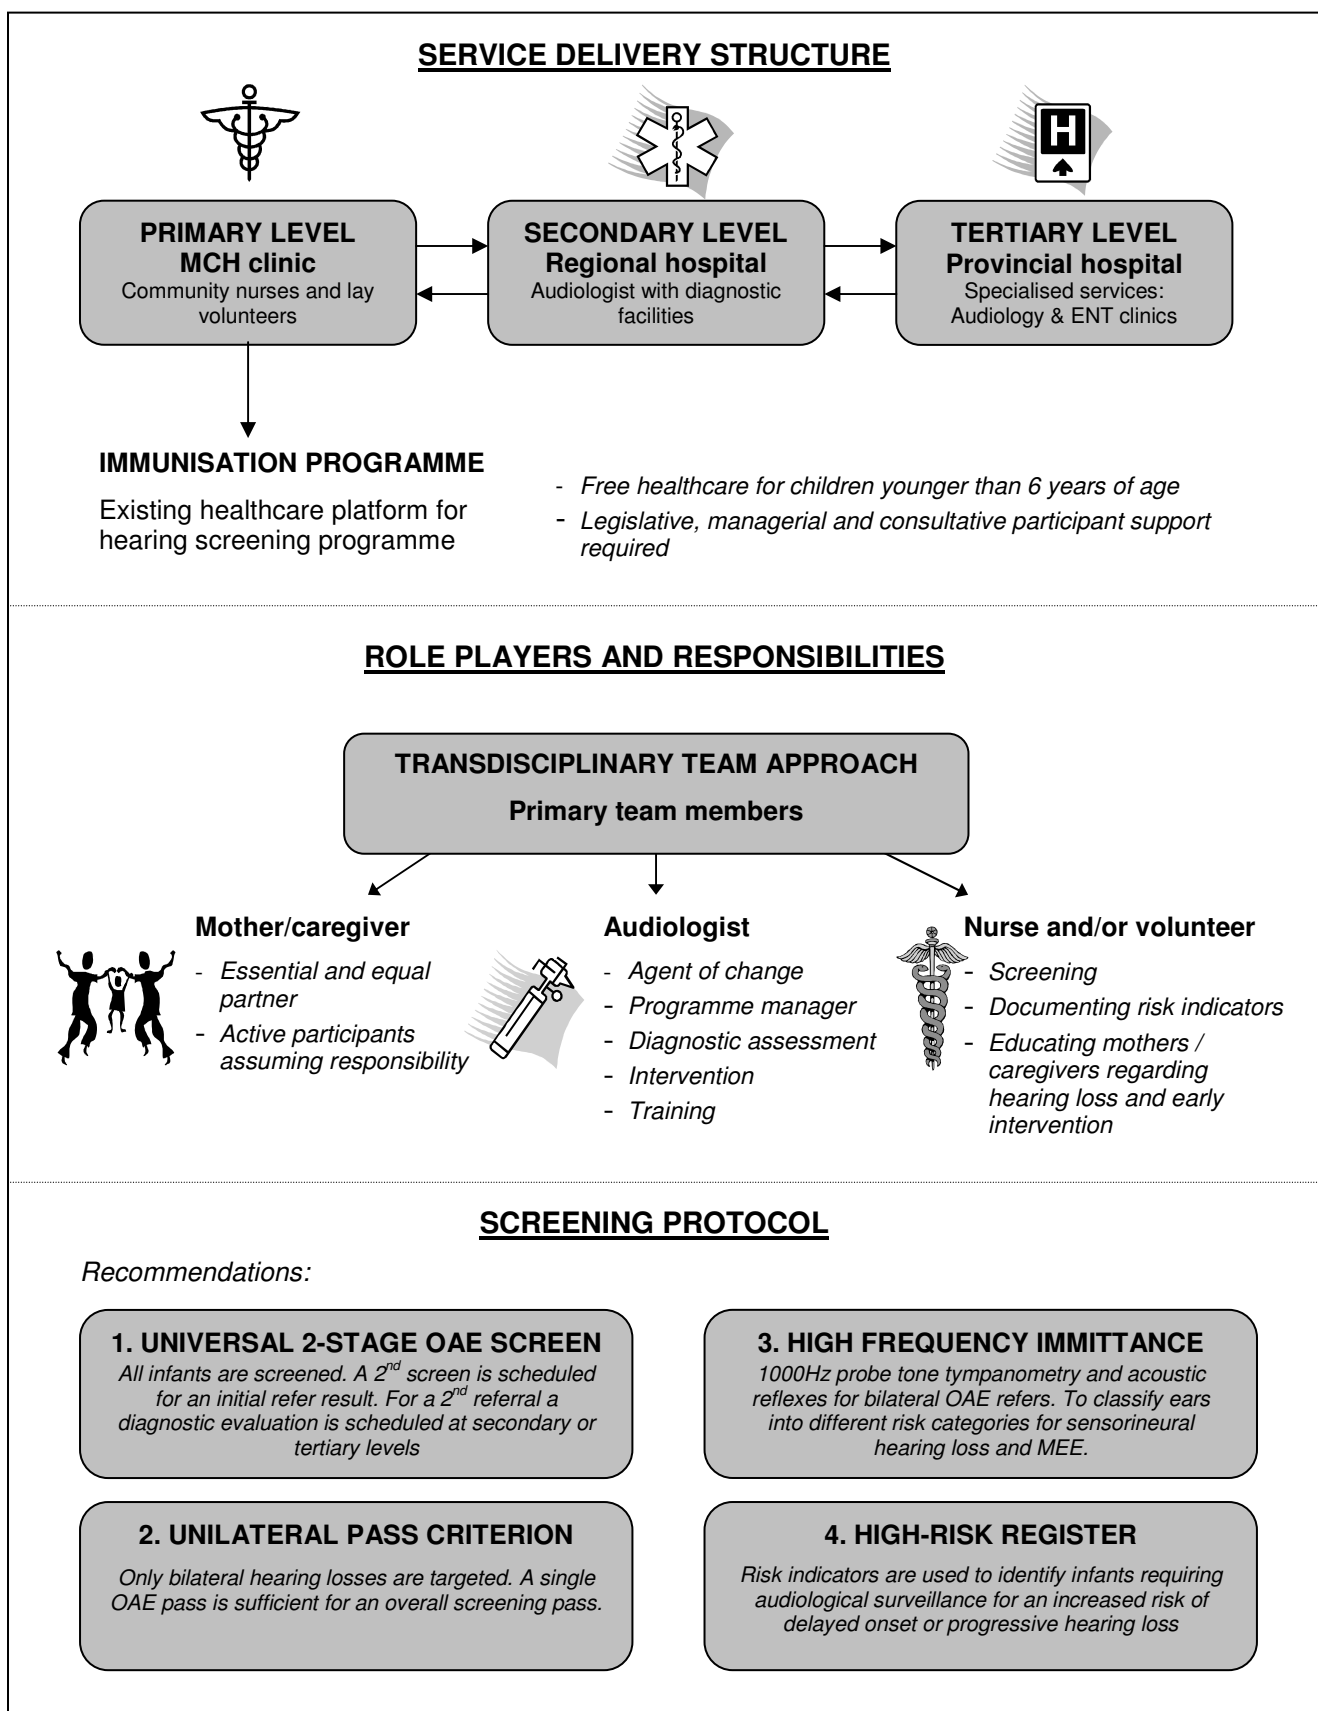 SERVICE DELIVERY STRUCTURE
H
PRIMARY LEVEL
MCH clinic
Community nurses and lay
volunteers
SECONDARY LEVEL
Regional hospital
Audiologist with diagnostic
facilities
TERTIARY LEVEL
Provincial hospital
Specialised services:
Audiology & ENT clinics
IMMUNISATION PROGRAMME
Existing healthcare platform for
hearing screening programme
- Free healthcare for children younger than 6 years of age
- Legislative, managerial and consultative participant support
required
ROLE PLAYERS AND RESPONSIBILITIES
TRANSDISCIPLINARY TEAM APPROACH
Primary team members
Mother/caregiver
- Essential and equal
partner
- Active participants
assuming responsibility
Audiologist
- Agent of change
- Programme manager
- Diagnostic assessment
- Intervention
- Training
Nurse and/or volunteer
- Screening
- Documenting risk indicators
- Educating mothers /
caregivers regarding
hearing loss and early
intervention
SCREENING PROTOCOL
Recommendations:
1. UNIVERSAL 2-STAGE OAE SCREEN
All infants are screened. A 2nd screen is scheduled
for an initial refer result. For a 2nd referral a
diagnostic evaluation is scheduled at secondary or
tertiary levels
2. UNILATERAL PASS CRITERION
Only bilateral hearing losses are targeted. A single
OAE pass is sufficient for an overall screening pass.
3. HIGH FREQUENCY IMMITTANCE
1000Hz probe tone tympanometry and acoustic
reflexes for bilateral OAE refers. To classify ears
into different risk categories for sensorineural
hearing loss and MEE.
4. HIGH-RISK REGISTER
Risk indicators are used to identify infants requiring
audiological surveillance for an increased risk of
delayed onset or progressive hearing loss